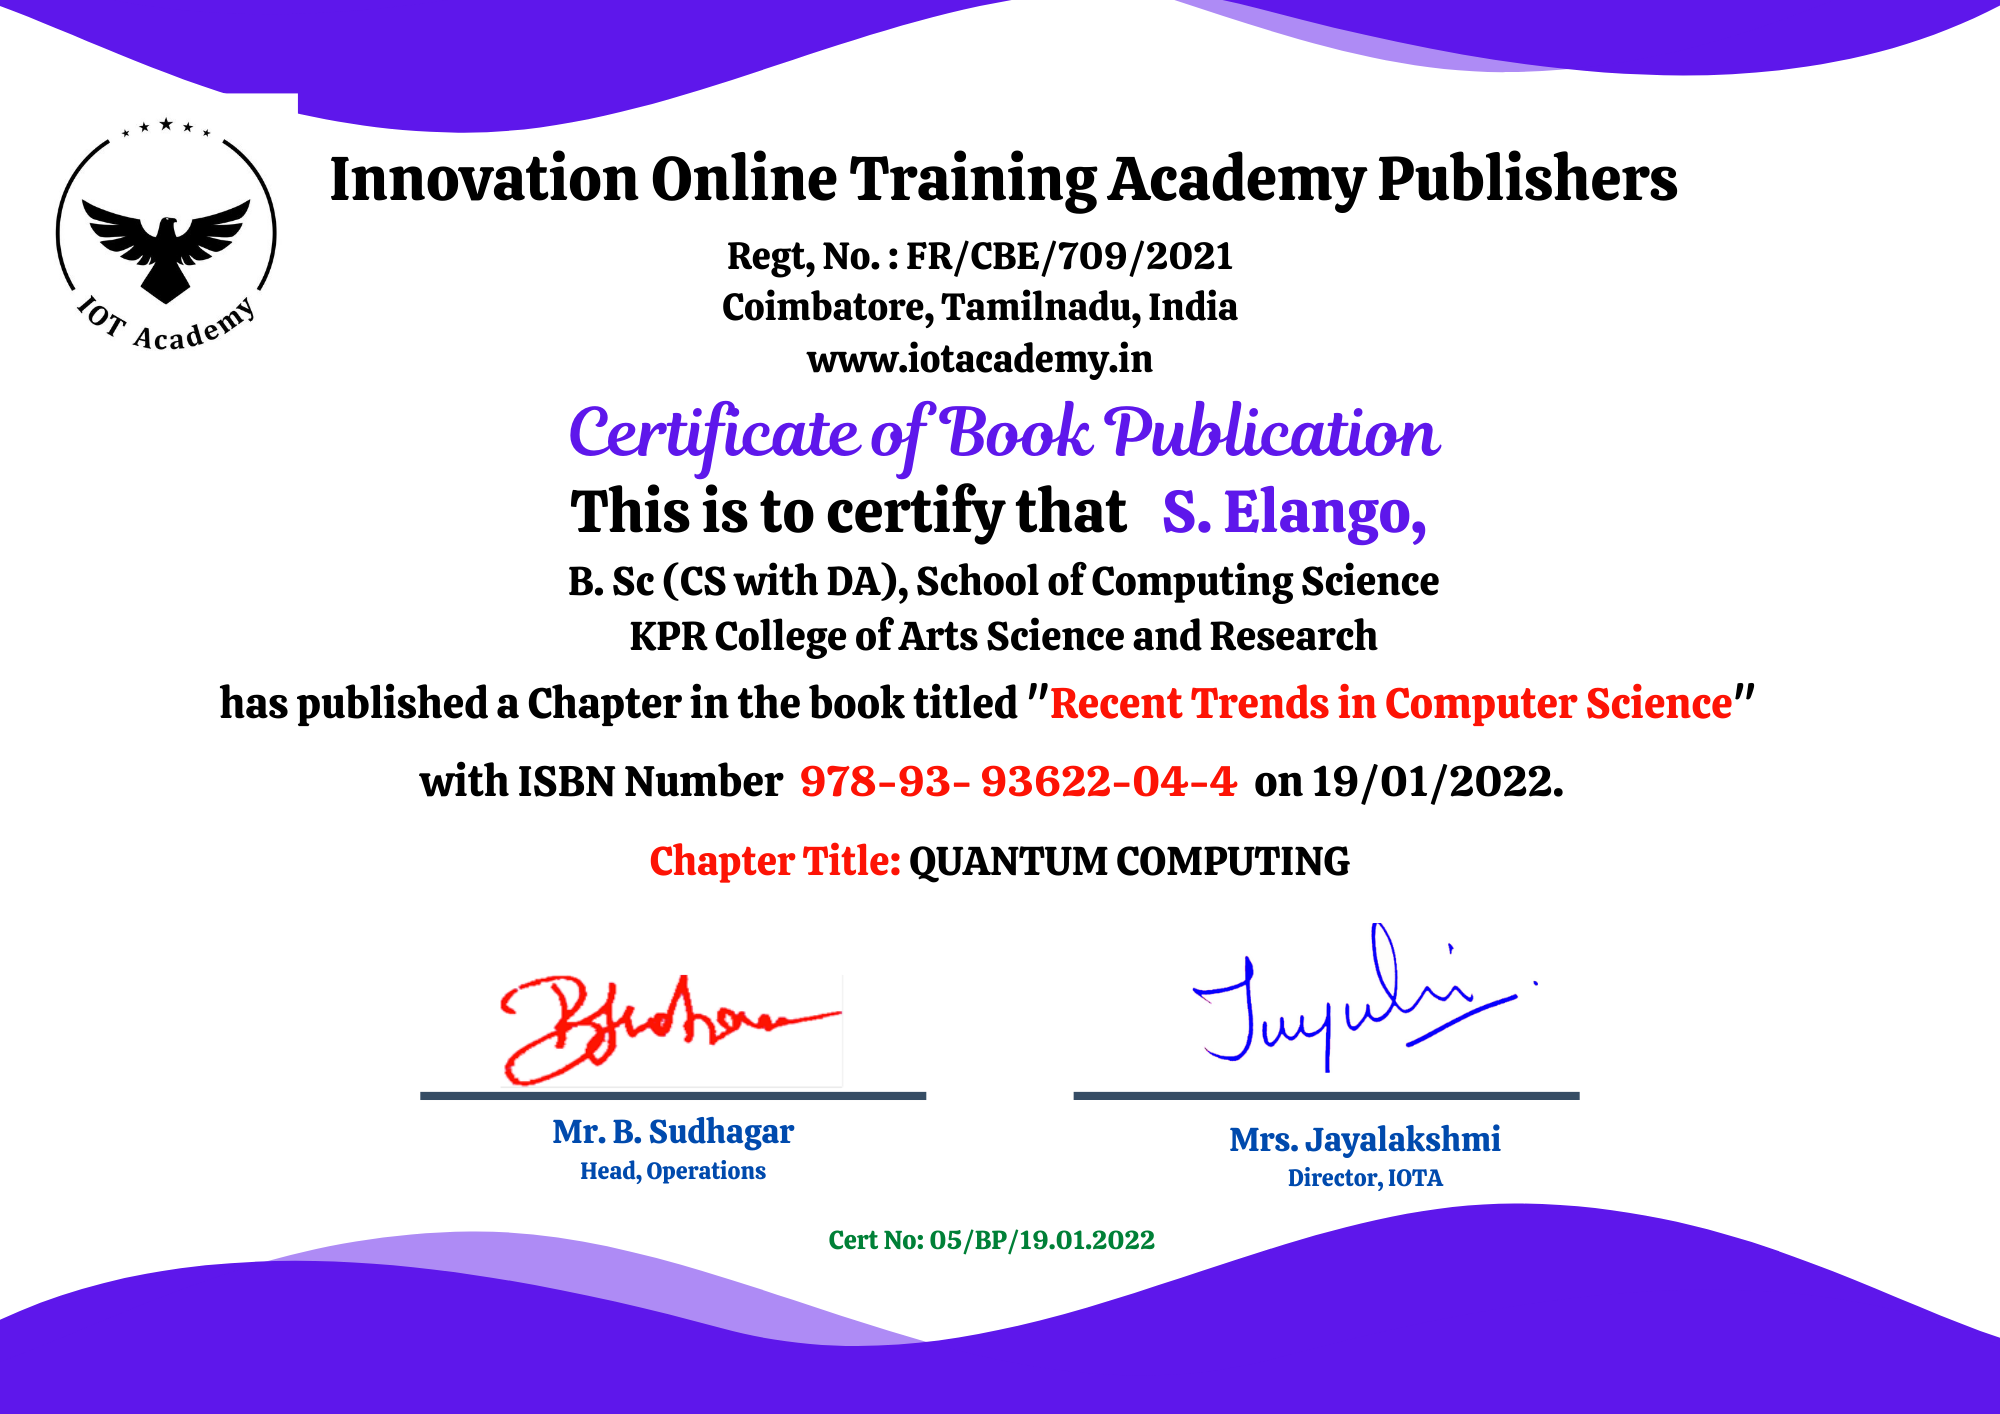 IOT Academy
Innovation Online Training Academy Publishers
Regt, No. : FR/CBE/709/2021
Coimbatore, Tamilnadu, India
www.iotacademy.in
Certificate of Book Publication
This is to certify that S. Elango,
B. Sc (CS with DA), School of Computing Science
KPR College of Arts Science and Research
has published a Chapter in the book titled "Recent Trends in Computer Science"
with ISBN Number 978-93- 93622-04-4 on 19/01/2022.
Chapter Title: QUANTUM COMPUTING
Mr. B. Sudhagar
Head, Operations
Mrs. Jayalakshmi
Director, IOTA
Cert No: 05/BP/19.01.2022